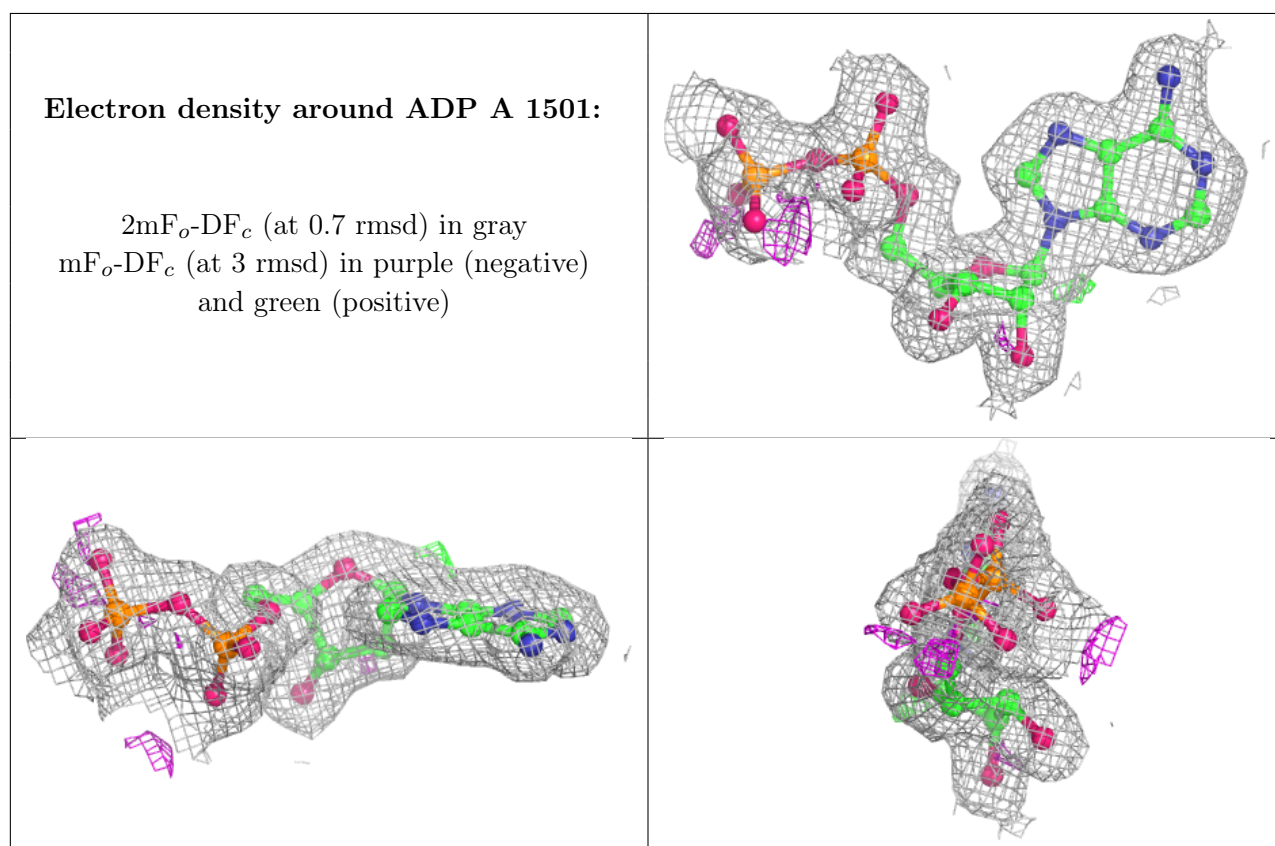 Electron density around ADP A 1501:
2mFo-DFc (at 0.7 rmsd) in gray
mFo-DFc (at 3 rmsd) in purple (negative)
and green (positive)